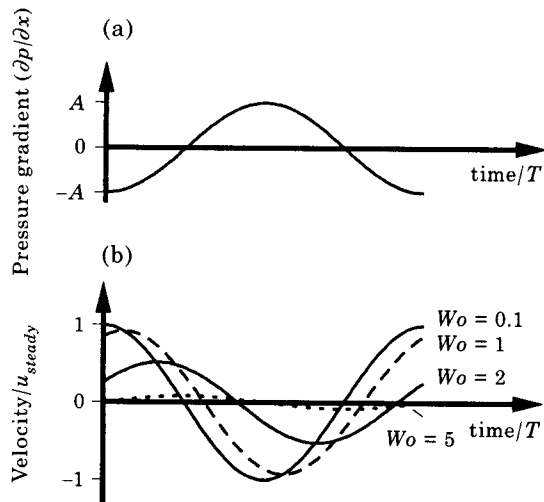 (a)
Pressure gradient (∂p/∂x)
A
0
−A
time/T
(b)
Velocity/u_steady
1
0
−1
Wo = 0.1
Wo = 1
Wo = 2
Wo = 5
time/T